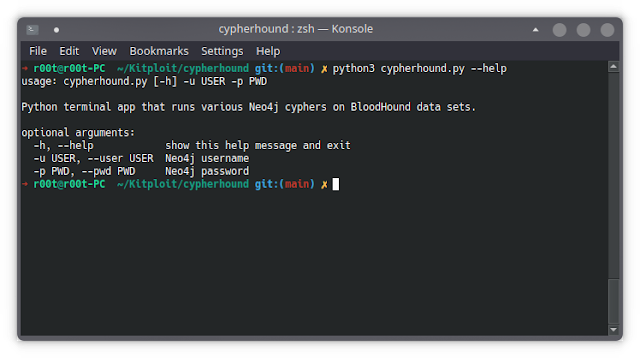 cypherhound : zsh — Konsole
File Edit View Bookmarks Settings Help
→ r00t@r00t-PC ~/Kitploit/cypherhound git:(main) ✗ python3 cypherhound.py --help
usage: cypherhound.py [-h] -u USER -p PWD
Python terminal app that runs various Neo4j cyphers on BloodHound data sets.
optional arguments:
-h, --help show this help message and exit
-u USER, --user USER Neo4j username
-p PWD, --pwd PWD Neo4j password
→ r00t@r00t-PC ~/Kitploit/cypherhound git:(main) ✗